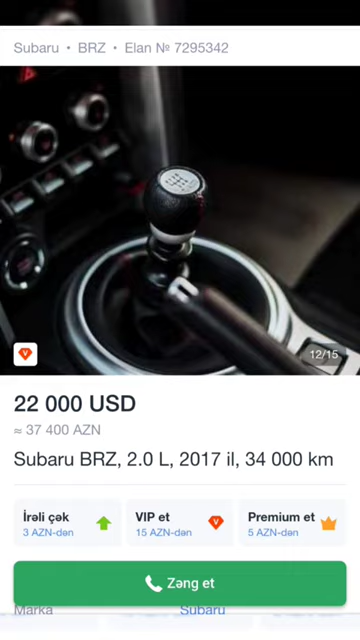 Subaru • BRZ • Elan № 7295342
12/15
22 000 USD
≈ 37 400 AZN
Subaru BRZ, 2.0 L, 2017 il, 34 000 km
İrəli çək
3 AZN-dən
VIP et
15 AZN-dən
Premium et
5 AZN-dən
Zəng et
Marka Subaru